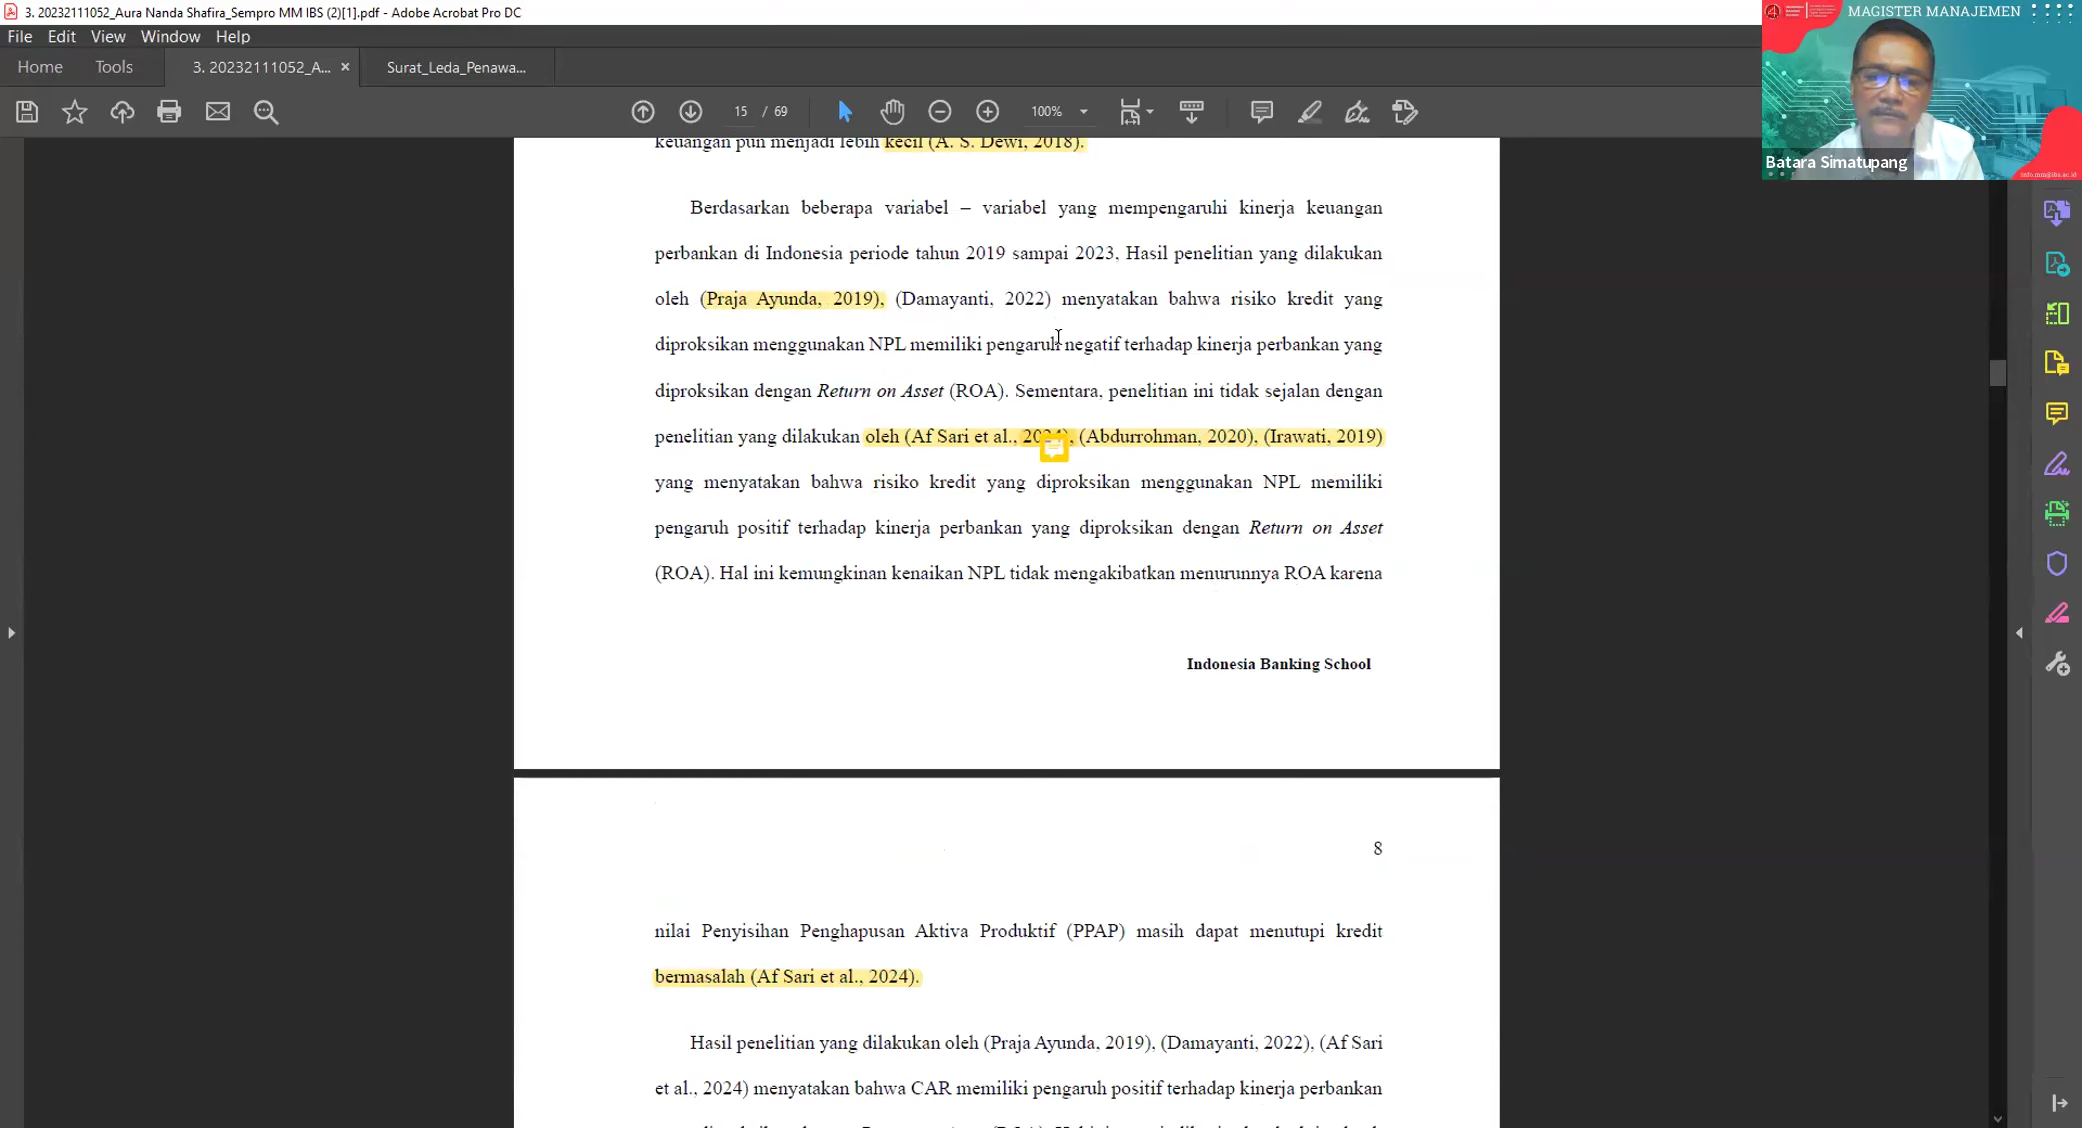 3. 20232111052_Aura Nanda Shafira_Sempro MM IBS (2)[1].pdf - Adobe Acrobat Pro DC
File Edit View Window Help
Home Tools 3. 20232111052_A... × Surat_Leda_Penawa...
15 / 69 100%
MAGISTER MANAJEMEN
Batara Simatupang
info.mm@ibs.ac.id
keuangan pun menjadi lebih kecil (A. S. Dewi, 2018).
Berdasarkan beberapa variabel – variabel yang mempengaruhi kinerja keuangan
perbankan di Indonesia periode tahun 2019 sampai 2023, Hasil penelitian yang dilakukan
oleh (Praja Ayunda, 2019), (Damayanti, 2022) menyatakan bahwa risiko kredit yang
diproksikan menggunakan NPL memiliki pengaruh negatif terhadap kinerja perbankan yang
diproksikan dengan Return on Asset (ROA). Sementara, penelitian ini tidak sejalan dengan
penelitian yang dilakukan oleh (Af Sari et al., 2024), (Abdurrohman, 2020), (Irawati, 2019)
yang menyatakan bahwa risiko kredit yang diproksikan menggunakan NPL memiliki
pengaruh positif terhadap kinerja perbankan yang diproksikan dengan Return on Asset
(ROA). Hal ini kemungkinan kenaikan NPL tidak mengakibatkan menurunnya ROA karena
Indonesia Banking School
8
nilai Penyisihan Penghapusan Aktiva Produktif (PPAP) masih dapat menutupi kredit
bermasalah (Af Sari et al., 2024).
Hasil penelitian yang dilakukan oleh (Praja Ayunda, 2019), (Damayanti, 2022), (Af Sari
et al., 2024) menyatakan bahwa CAR memiliki pengaruh positif terhadap kinerja perbankan